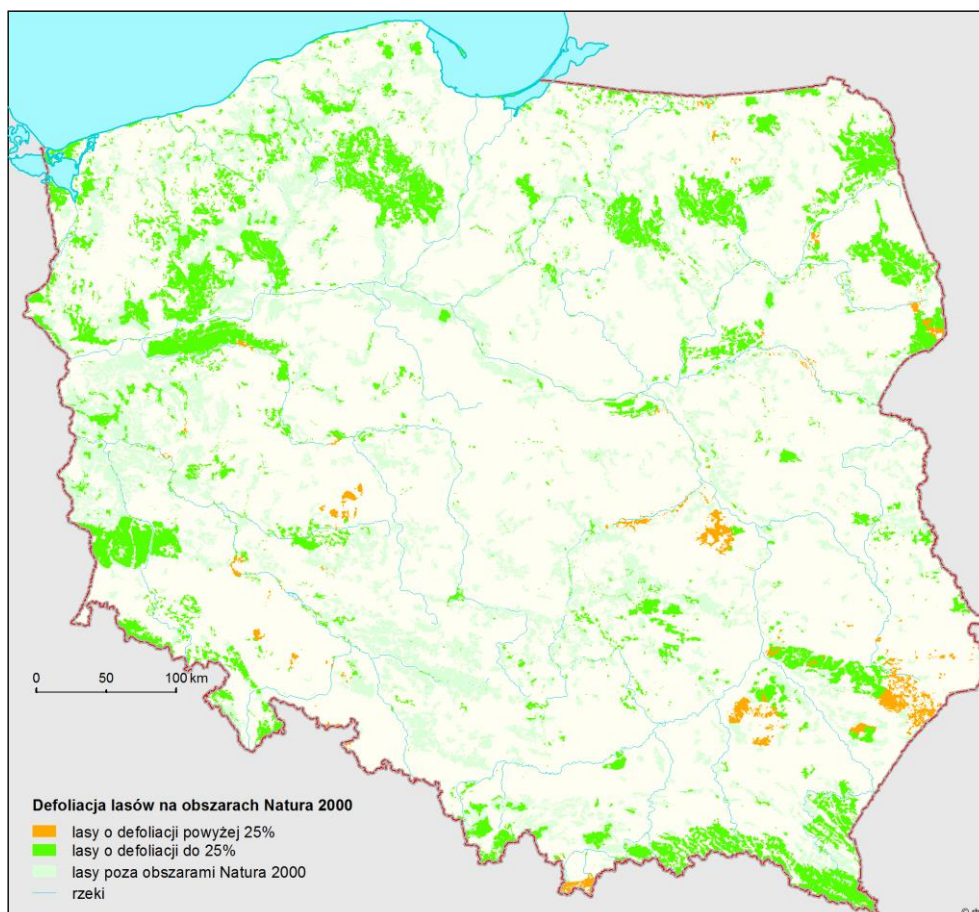 0 50 100 km
Defoliacja lasów na obszarach Natura 2000
lasy o defoliacji powyżej 25%
lasy o defoliacji do 25%
lasy poza obszarami Natura 2000
rzeki